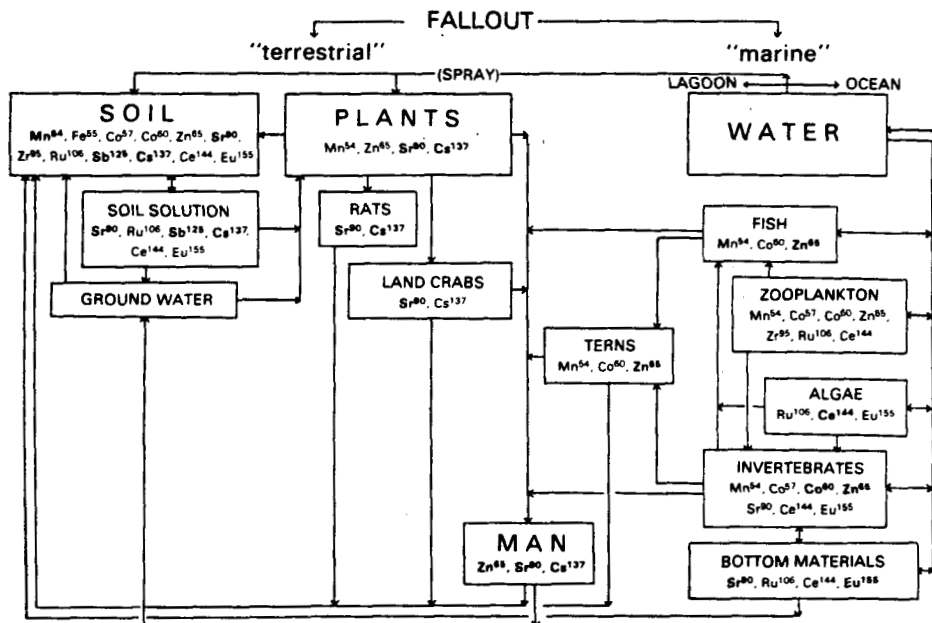 FALLOUT
"terrestrial"
"marine"
(SPRAY)
LAGOON
OCEAN
SOIL
Mn⁵⁴, Fe⁵⁵, Co⁵⁷, Co⁶⁰, Zn⁶⁵, Sr⁹⁰,
Zr⁹⁵, Ru¹⁰⁶, Sb¹²⁵, Cs¹³⁷, Ce¹⁴⁴, Eu¹⁵⁵
PLANTS
Mn⁵⁴, Zn⁶⁵, Sr⁹⁰, Cs¹³⁷
WATER
SOIL SOLUTION
Sr⁹⁰, Ru¹⁰⁶, Sb¹²⁵, Cs¹³⁷,
Ce¹⁴⁴, Eu¹⁵⁵
RATS
Sr⁹⁰, Cs¹³⁷
FISH
Mn⁵⁴, Co⁶⁰, Zn⁶⁵
GROUND WATER
LAND CRABS
Sr⁹⁰, Cs¹³⁷
ZOOPLANKTON
Mn⁵⁴, Co⁵⁷, Co⁶⁰, Zn⁶⁵,
Zr⁹⁵, Ru¹⁰⁶, Ce¹⁴⁴
TERNS
Mn⁵⁴, Co⁶⁰, Zn⁶⁵
ALGAE
Ru¹⁰⁶, Ce¹⁴⁴, Eu¹⁵⁵
INVERTEBRATES
Mn⁵⁴, Co⁵⁷, Co⁶⁰, Zn⁶⁵
Sr⁹⁰, Ce¹⁴⁴, Eu¹⁵⁵
MAN
Zn⁶⁵, Sr⁹⁰, Cs¹³⁷
BOTTOM MATERIALS
Sr⁹⁰, Ru¹⁰⁶, Ce¹⁴⁴, Eu¹⁵⁵